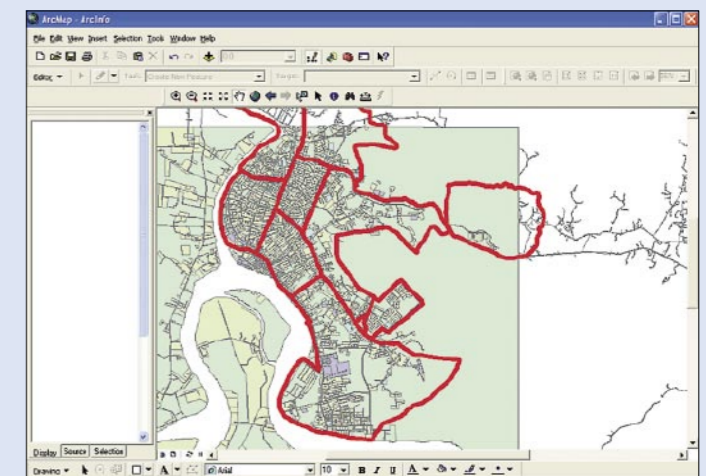 ArcMap - ArcInfo
File Edit View Insert Selection Tools Window Help
Editor Task: Create New Feature Target:
Display Source Selection
Drawing Arial 10 B I U A